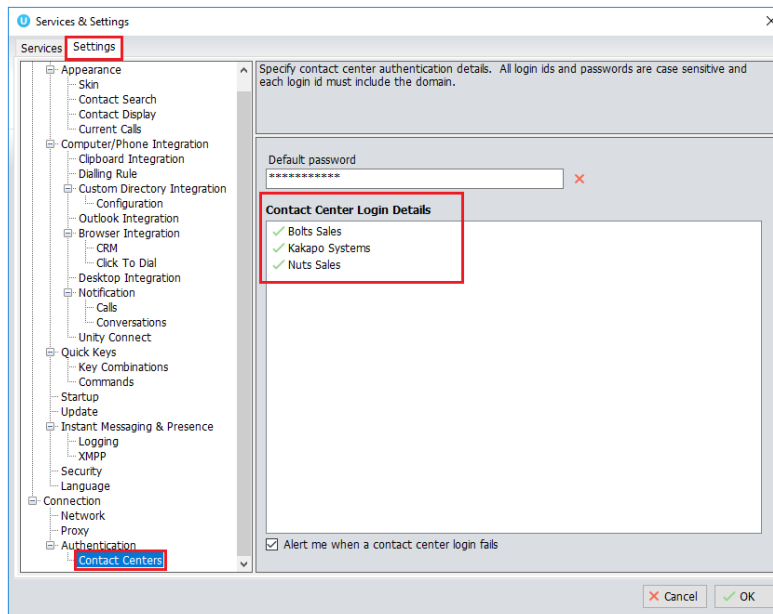 Services & Settings
Services Settings
Appearance
Skin
Contact Search
Contact Display
Current Calls
Computer/Phone Integration
Clipboard Integration
Dialling Rule
Custom Directory Integration
Configuration
Outlook Integration
Browser Integration
CRM
Click To Dial
Desktop Integration
Notification
Calls
Conversations
Unity Connect
Quick Keys
Key Combinations
Commands
Startup
Update
Instant Messaging & Presence
Logging
XMPP
Security
Language
Connection
Network
Proxy
Authentication
Contact Centers
Specify contact center authentication details. All login ids and passwords are case sensitive and
each login id must include the domain.
Default password
***********
Contact Center Login Details
Bolts Sales
Kakapo Systems
Nuts Sales
Alert me when a contact center login fails
Cancel OK